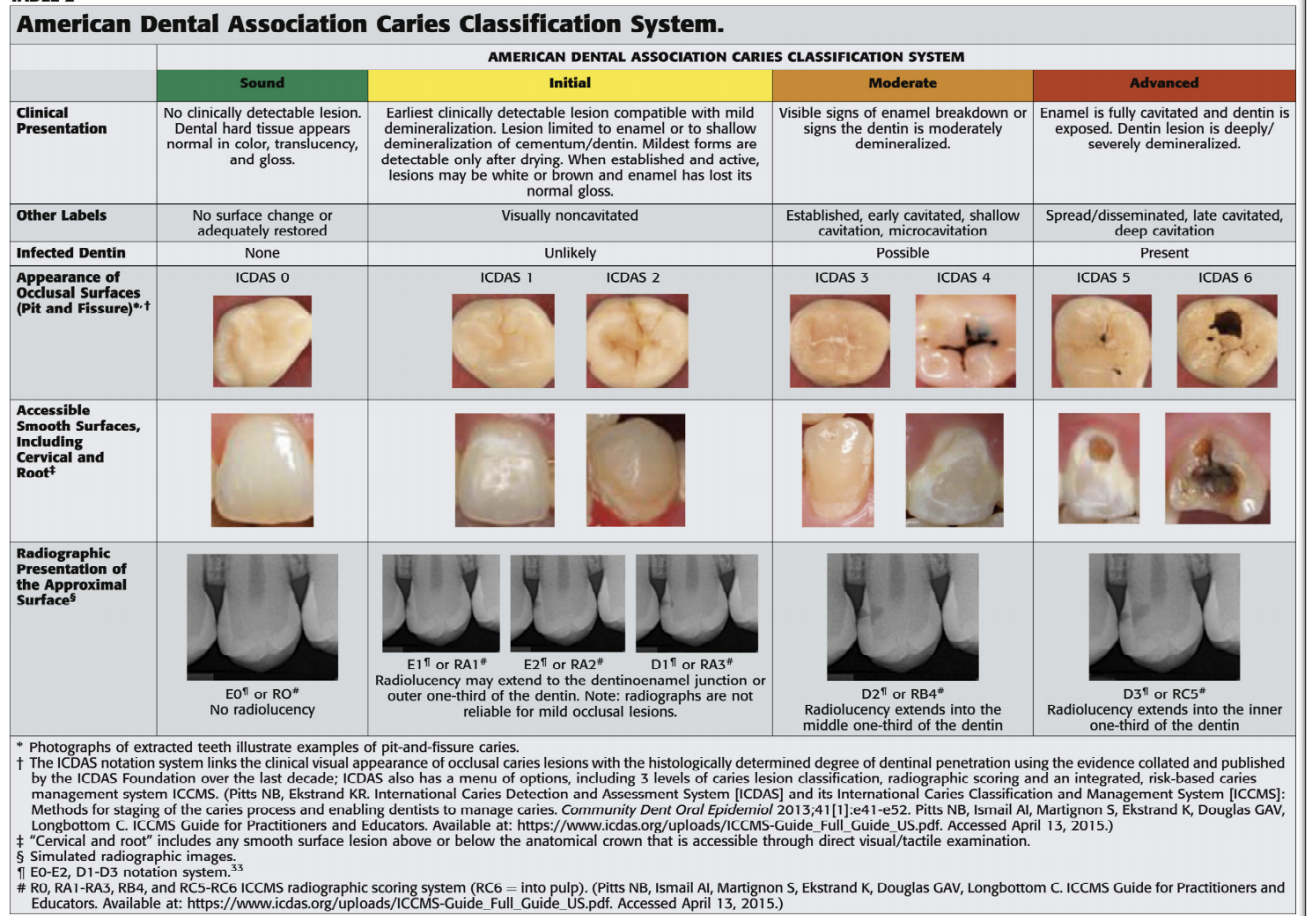 American Dental Association Caries Classification System.
AMERICAN DENTAL ASSOCIATION CARIES CLASSIFICATION SYSTEM
Sound
Initial
Moderate
Advanced
Clinical
Presentation
No clinically detectable lesion.
Dental hard tissue appears
normal in color, translucency,
and gloss.
Earliest clinically detectable lesion compatible with mild
demineralization. Lesion limited to enamel or to shallow
demineralization of cementum/dentin. Mildest forms are
detectable only after drying. When established and active,
lesions may be white or brown and enamel has lost its
normal gloss.
Visible signs of enamel breakdown or
signs the dentin is moderately
demineralized.
Enamel is fully cavitated and dentin is
exposed. Dentin lesion is deeply/
severely demineralized.
Other Labels
No surface change or
adequately restored
Visually noncavitated
Established, early cavitated, shallow
cavitation, microcavitation
Spread/disseminated, late cavitated,
deep cavitation
Infected Dentin
None
Unlikely
Possible
Present
Appearance of
Occlusal Surfaces
(Pit and Fissure)*,†
ICDAS 0
ICDAS 1
ICDAS 2
ICDAS 3
ICDAS 4
ICDAS 5
ICDAS 6
Accessible
Smooth Surfaces,
Including
Cervical and
Root‡
Radiographic
Presentation of
the Approximal
Surface§
E0¶ or RO#
No radiolucency
E1¶ or RA1#
E2¶ or RA2#
D1¶ or RA3#
Radiolucency may extend to the dentinoenamel junction or
outer one-third of the dentin. Note: radiographs are not
reliable for mild occlusal lesions.
D2¶ or RB4#
Radiolucency extends into the
middle one-third of the dentin
D3¶ or RC5#
Radiolucency extends into the inner
one-third of the dentin
* Photographs of extracted teeth illustrate examples of pit-and-fissure caries.
† The ICDAS notation system links the clinical visual appearance of occlusal caries lesions with the histologically determined degree of dentinal penetration using the evidence collated and published
by the ICDAS Foundation over the last decade; ICDAS also has a menu of options, including 3 levels of caries lesion classification, radiographic scoring and an integrated, risk-based caries
management system ICCMS. (Pitts NB, Ekstrand KR. International Caries Detection and Assessment System [ICDAS] and its International Caries Classification and Management System [ICCMS]:
Methods for staging of the caries process and enabling dentists to manage caries. Community Dent Oral Epidemiol 2013;41[1]:e41-e52. Pitts NB, Ismail AI, Martignon S, Ekstrand K, Douglas GAV,
Longbottom C. ICCMS Guide for Practitioners and Educators. Available at: https://www.icdas.org/uploads/ICCMS-Guide_Full_Guide_US.pdf. Accessed April 13, 2015.)
‡ “Cervical and root” includes any smooth surface lesion above or below the anatomical crown that is accessible through direct visual/tactile examination.
§ Simulated radiographic images.
¶ E0-E2, D1-D3 notation system.33
# R0, RA1-RA3, RB4, and RC5-RC6 ICCMS radiographic scoring system (RC6 = into pulp). (Pitts NB, Ismail AI, Martignon S, Ekstrand K, Douglas GAV, Longbottom C. ICCMS Guide for Practitioners and
Educators. Available at: https://www.icdas.org/uploads/ICCMS-Guide_Full_Guide_US.pdf. Accessed April 13, 2015.)